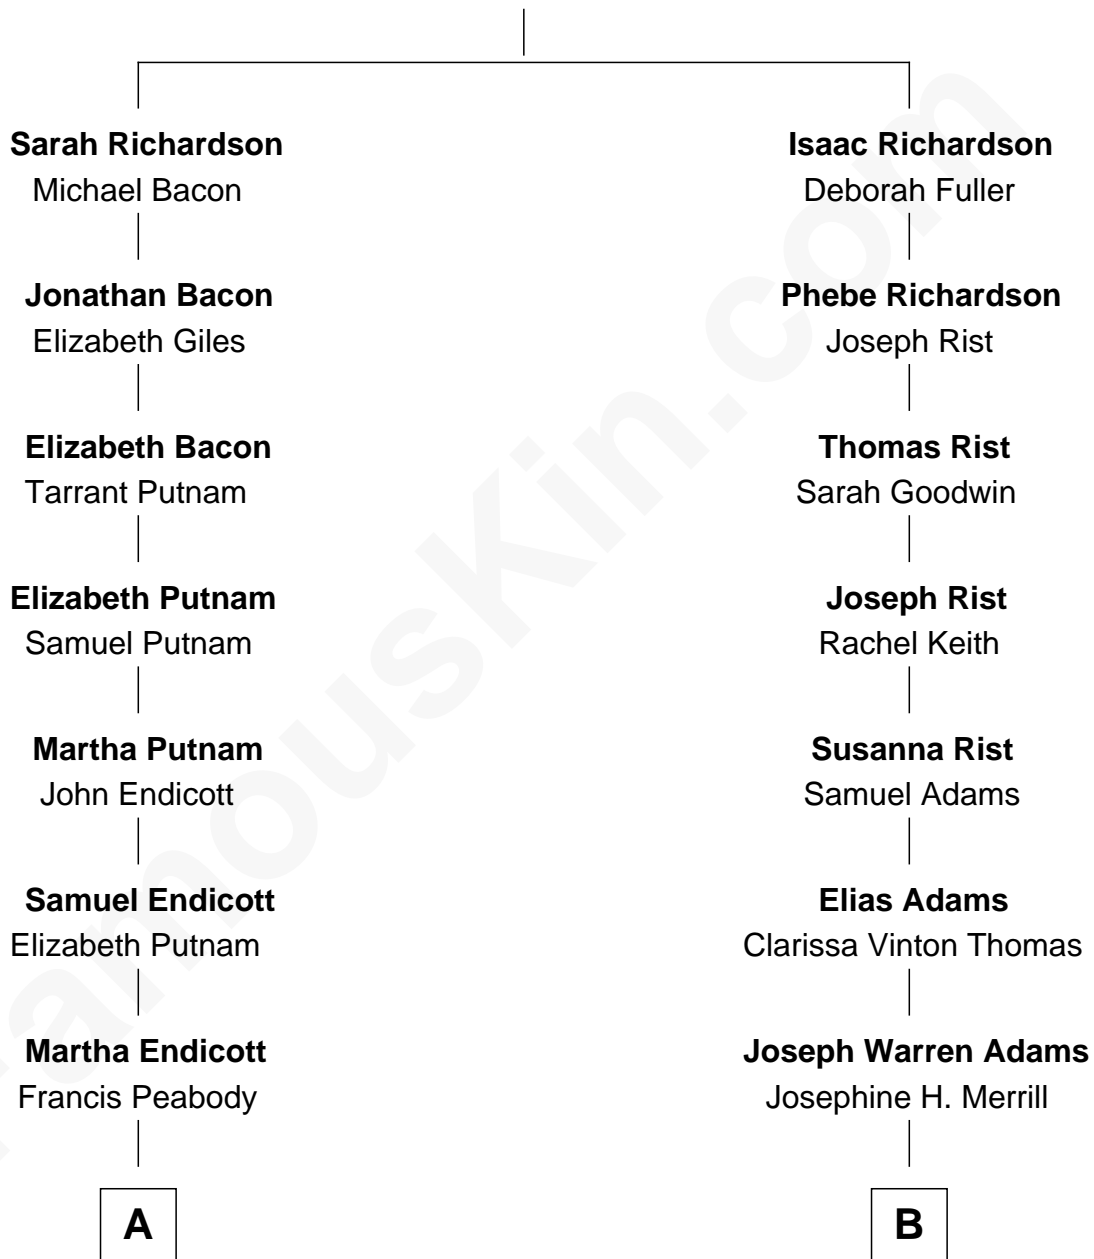 Sarah Richardson
Michael Bacon
Jonathan Bacon
Elizabeth Giles
Elizabeth Bacon
Tarrant Putnam
Elizabeth Putnam
Samuel Putnam
Martha Putnam
John Endicott
Samuel Endicott
Elizabeth Putnam
Martha Endicott
Francis Peabody
A
Isaac Richardson
Deborah Fuller
Phebe Richardson
Joseph Rist
Thomas Rist
Sarah Goodwin
Joseph Rist
Rachel Keith
Susanna Rist
Samuel Adams
Elias Adams
Clarissa Vinton Thomas
Joseph Warren Adams
Josephine H. Merrill
B
FamousKin.com